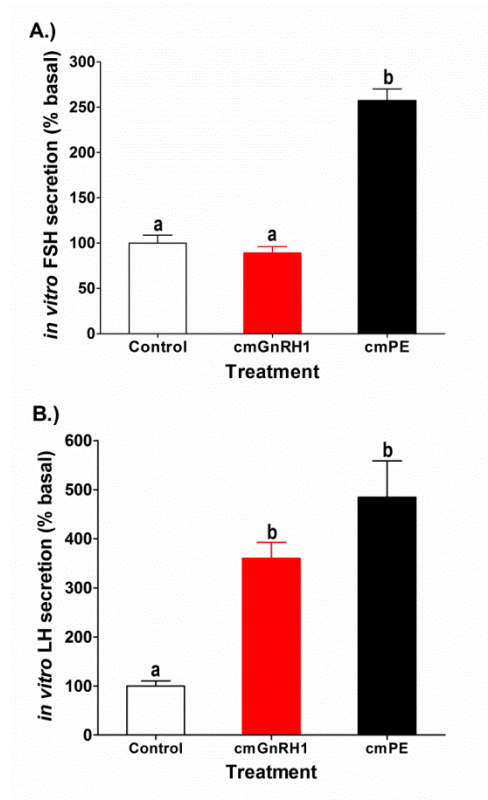 A.)
in vitro FSH secretion (% basal)
300
250
200
150
100
50
0
a
a
b
Control cmGnRH1 cmPE
Treatment
B.)
in vitro LH secretion (% basal)
600
500
400
300
200
100
0
a
b
b
Control cmGnRH1 cmPE
Treatment